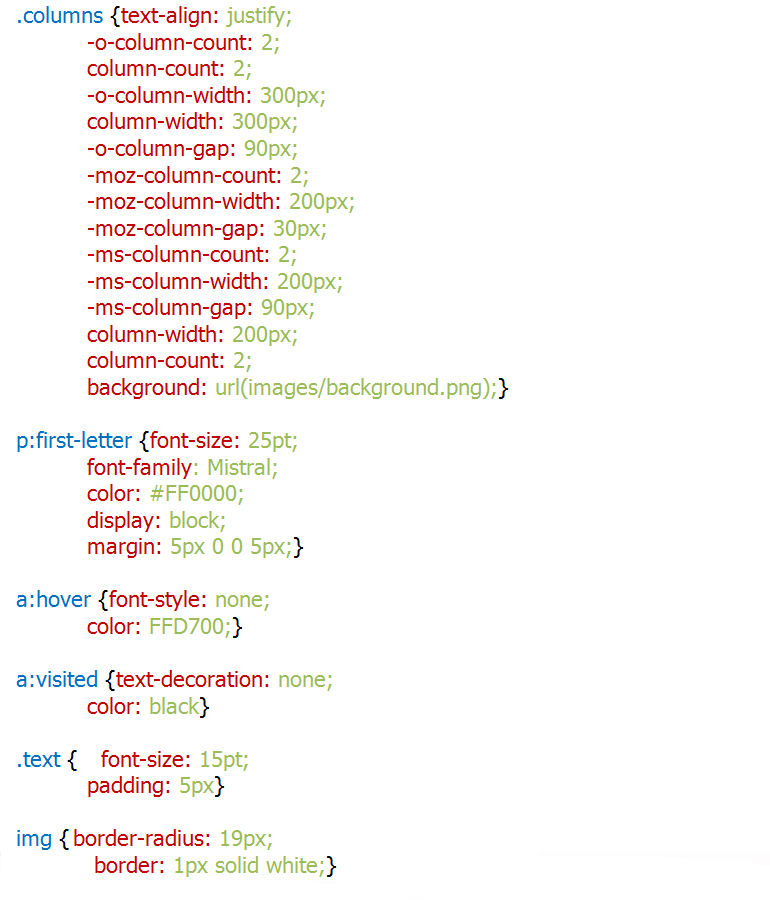 .columns {text-align: justify;
-o-column-count: 2;
column-count: 2;
-o-column-width: 300px;
column-width: 300px;
-o-column-gap: 90px;
-moz-column-count: 2;
-moz-column-width: 200px;
-moz-column-gap: 30px;
-ms-column-count: 2;
-ms-column-width: 200px;
-ms-column-gap: 90px;
column-width: 200px;
column-count: 2;
background: url(images/background.png);}
p:first-letter {font-size: 25pt;
font-family: Mistral;
color: #FF0000;
display: block;
margin: 5px 0 0 5px;}
a:hover {font-style: none;
color: FFD700;}
a:visited {text-decoration: none;
color: black}
.text { font-size: 15pt;
padding: 5px}
img {border-radius: 19px;
border: 1px solid white;}